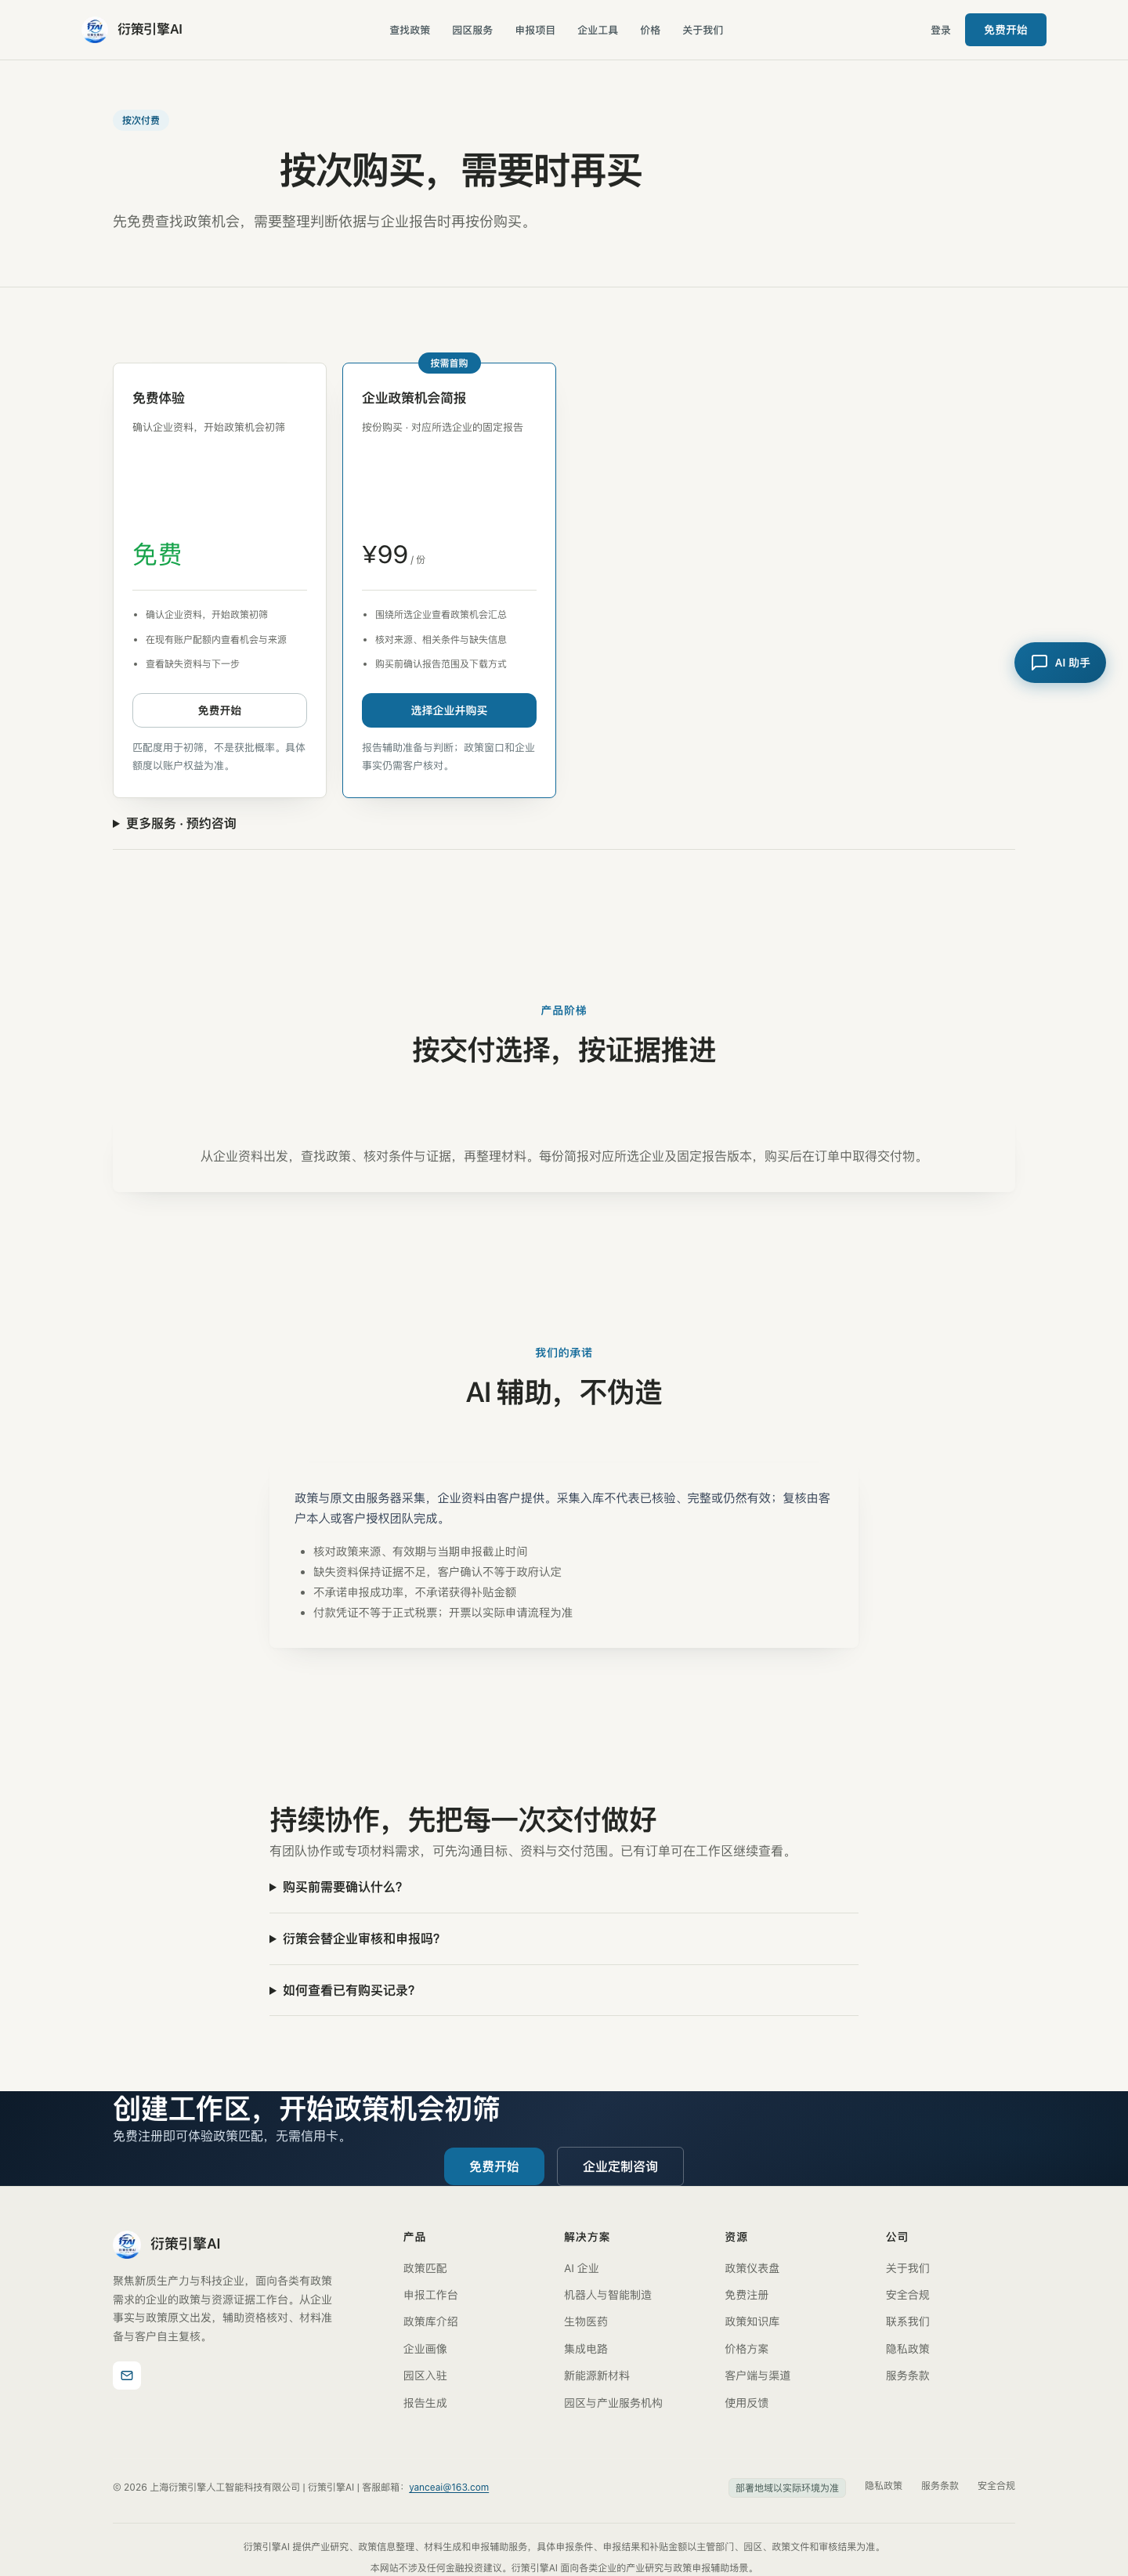 衍策引擎AI
查找政策 园区服务 申报项目 企业工具 价格 关于我们
登录 免费开始
按次付费
按次购买，需要时再买
先免费查找政策机会，需要整理判断依据与企业报告时再按份购买。
免费体验
确认企业资料，开始政策机会初筛
免费
确认企业资料，开始政策初筛
在现有账户配额内查看机会与来源
查看缺失资料与下一步
免费开始
匹配度用于初筛，不是获批概率。具体
额度以账户权益为准。
按需首购
企业政策机会简报
按份购买 · 对应所选企业的固定报告
¥99 / 份
围绕所选企业查看政策机会汇总
核对来源、相关条件与缺失信息
购买前确认报告范围及下载方式
选择企业并购买
报告辅助准备与判断；政策窗口和企业
事实仍需客户核对。
AI 助手
更多服务 · 预约咨询
产品阶梯
按交付选择，按证据推进
从企业资料出发，查找政策、核对条件与证据，再整理材料。每份简报对应所选企业及固定报告版本，购买后在订单中取得交付物。
我们的承诺
AI 辅助，不伪造
政策与原文由服务器采集，企业资料由客户提供。采集入库不代表已核验、完整或仍然有效；复核由客
户本人或客户授权团队完成。
核对政策来源、有效期与当期申报截止时间
缺失资料保持证据不足，客户确认不等于政府认定
不承诺申报成功率，不承诺获得补贴金额
付款凭证不等于正式税票；开票以实际申请流程为准
持续协作，先把每一次交付做好
有团队协作或专项材料需求，可先沟通目标、资料与交付范围。已有订单可在工作区继续查看。
购买前需要确认什么?
衍策会替企业审核和申报吗?
如何查看已有购买记录?
创建工作区，开始政策机会初筛
免费注册即可体验政策匹配，无需信用卡。
免费开始 企业定制咨询
衍策引擎AI
聚焦新质生产力与科技企业，面向各类有政策
需求的企业的政策与资源证据工作台。从企业
事实与政策原文出发，辅助资格核对、材料准
备与客户自主复核。
产品
政策匹配
申报工作台
政策库介绍
企业画像
园区入驻
报告生成
解决方案
AI 企业
机器人与智能制造
生物医药
集成电路
新能源新材料
园区与产业服务机构
资源
政策仪表盘
免费注册
政策知识库
价格方案
客户端与渠道
使用反馈
公司
关于我们
安全合规
联系我们
隐私政策
服务条款
© 2026 上海衍策引擎人工智能科技有限公司 | 衍策引擎AI | 客服邮箱：yanceai@163.com
部署地域以实际环境为准 隐私政策 服务条款 安全合规
衍策引擎AI 提供产业研究、政策信息整理、材料生成和申报辅助服务，具体申报条件、申报结果和补贴金额以主管部门、园区、政策文件和审核结果为准。
本网站不涉及任何金融投资建议。衍策引擎AI 面向各类企业的产业研究与政策申报辅助场景。